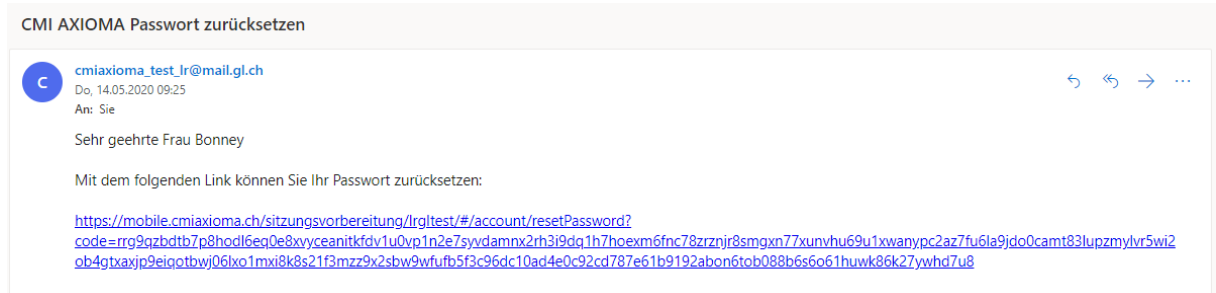 CMI AXIOMA Passwort zurücksetzen
C
cmiaxioma_test_lr@mail.gl.ch
Do, 14.05.2020 09:25
An: Sie
Sehr geehrte Frau Bonney
Mit dem folgenden Link können Sie Ihr Passwort zurücksetzen:
https://mobile.cmiaxioma.ch/sitzungsvorbereitung/lrgltest/#/account/resetPassword?
code=rrg9qzbdtb7p8hodl6eq0e8xvyceanitkfdv1u0vp1n2e7syvdamnx2rh3i9dq1h7hoexm6fnc78zrznjr8smgxn77xunvhu69u1xwanypc2az7fu6la9jdo0camt83lupzmylvr5wi2
ob4gtxaxjp9eiqotbwj06lxo1mxi8k8s21f3mzz9x2sbw9wfufb5f3c96dc10ad4e0c92cd787e61b9192abon6tob088b6s6o61huwk86k27ywhd7u8